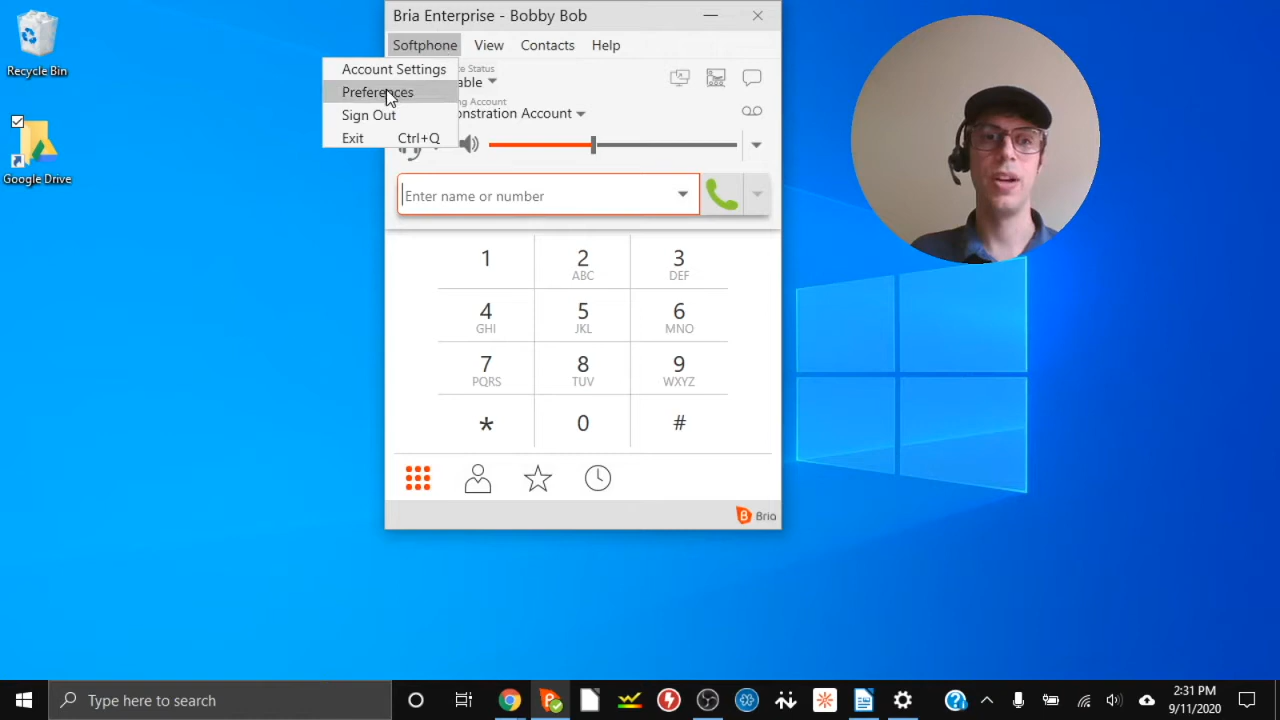 Recycle Bin
Google Drive
Bria Enterprise - Bobby Bob
Softphone View Contacts Help
Account Settings
Preferences
Sign Out
Exit Ctrl+Q
Status
Account
Account
Enter name or number
1
2
ABC
3
DEF
4
GHI
5
JKL
6
MNO
7
PQRS
8
TUV
9
WXYZ
*
0
#
Bria
Type here to search
2:31 PM
9/11/2020